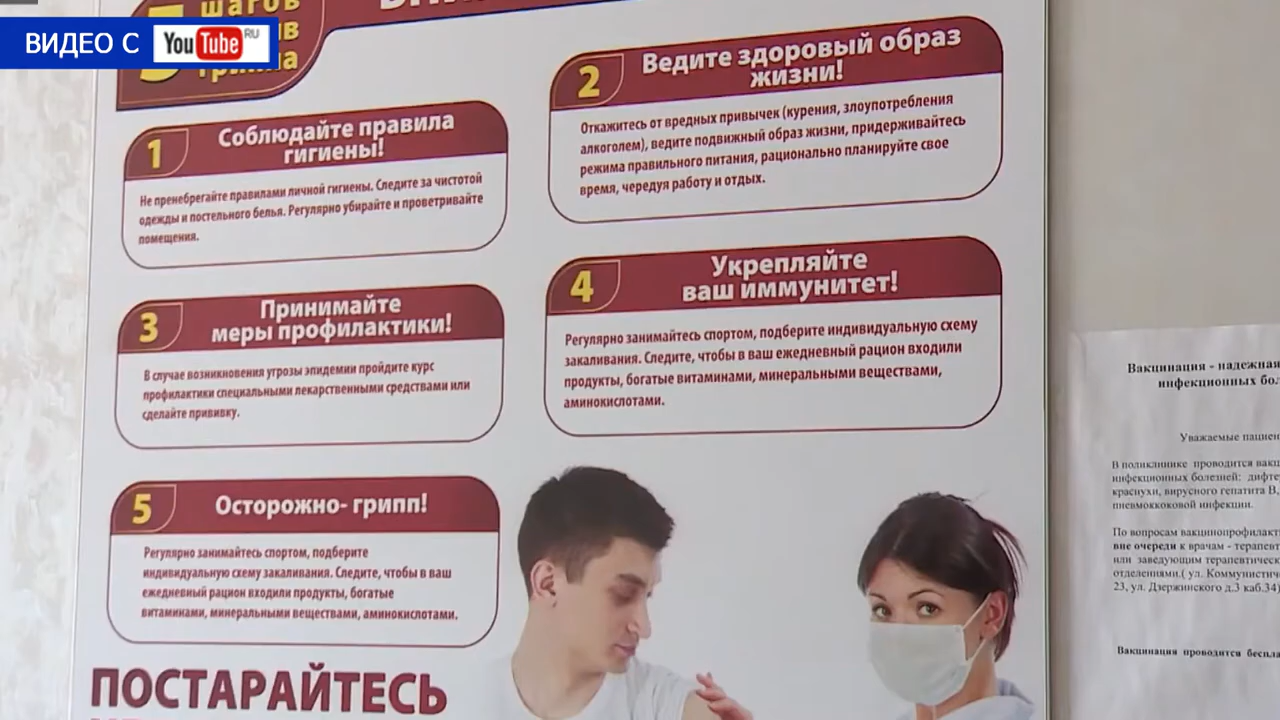 ВИДЕО С YouTube RU
5 шагов
1 Соблюдайте правила
гигиены!
Не пренебрегайте правилами личной гигиены. Следите за чистотой
одежды и постельного белья. Регулярно убирайте и проветривайте
помещения.
2 Ведите здоровый образ
жизни!
Откажитесь от вредных привычек (курения, злоупотребления
алкоголем), ведите подвижный образ жизни, придерживайтесь
режима правильного питания, рационально планируйте свое
время, чередуя работу и отдых.
3 Принимайте
меры профилактики!
В случае возникновения угрозы эпидемии пройдите курс
профилактики специальными лекарственными средствами или
сделайте прививку.
4 Укрепляйте
ваш иммунитет!
Регулярно занимайтесь спортом, подберите индивидуальную схему
закаливания. Следите, чтобы в ваш ежедневный рацион входили
продукты, богатые витаминами, минеральными веществами,
аминокислотами.
5 Осторожно- грипп!
Регулярно занимайтесь спортом, подберите
индивидуальную схему закаливания. Следите, чтобы в ваш
ежедневный рацион входили продукты, богатые
витаминами, минеральными веществами, аминокислотами.
ПОСТАРАЙТЕСЬ
Вакцинация - надежная
инфекционных бол
Уважаемые пациен
В поликлинике проводится вакц
инфекционных болезней: дифте
краснухи, вирусного гепатита В,
пневмоккоковой инфекции.
По вопросам вакцинопрофилакт
вне очереди к врачам - терапевт
или заведующим терапевтическ
отделениями.( ул. Коммунистич
23, ул. Дзержинского д.3 каб.34)
Вакцинация проводится беспла